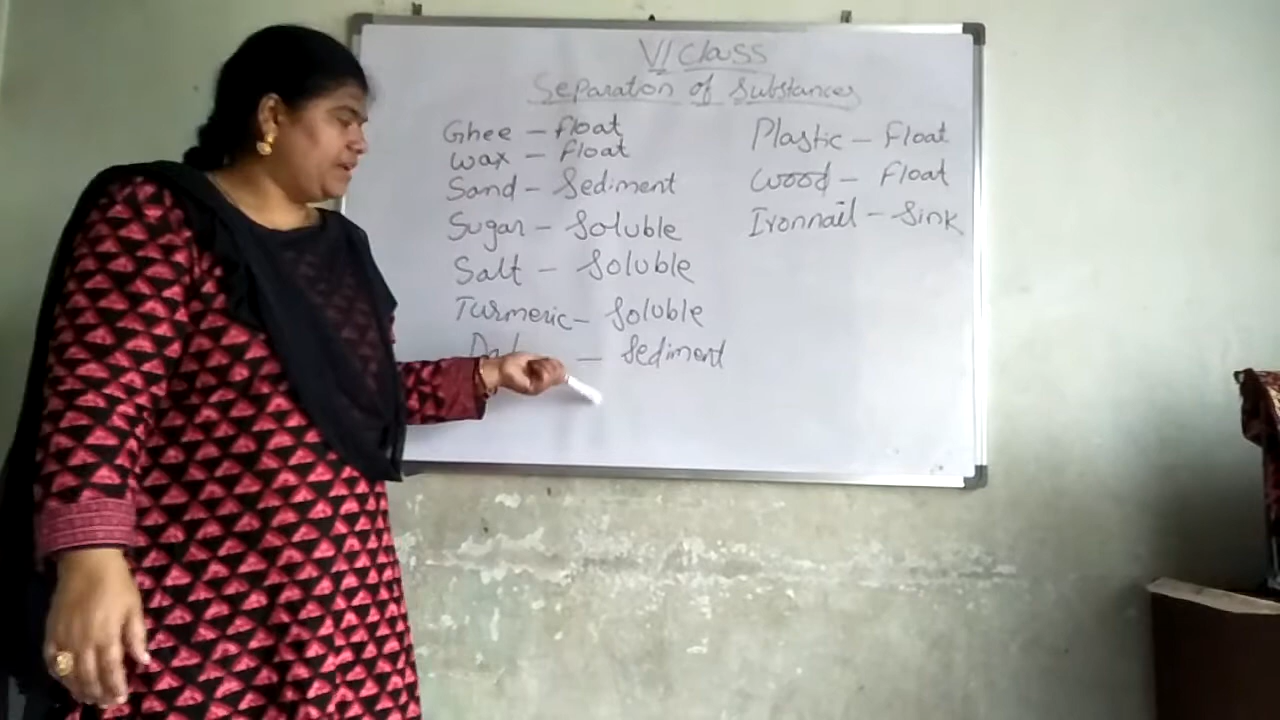 VI Class
Separation of Substances
Ghee - float
Wax - float
Sand - Sediment
Sugar - Soluble
Salt - Soluble
Turmeric - Soluble
- Sediment
Plastic - Float
Wood - Float
Ironnail - Sink